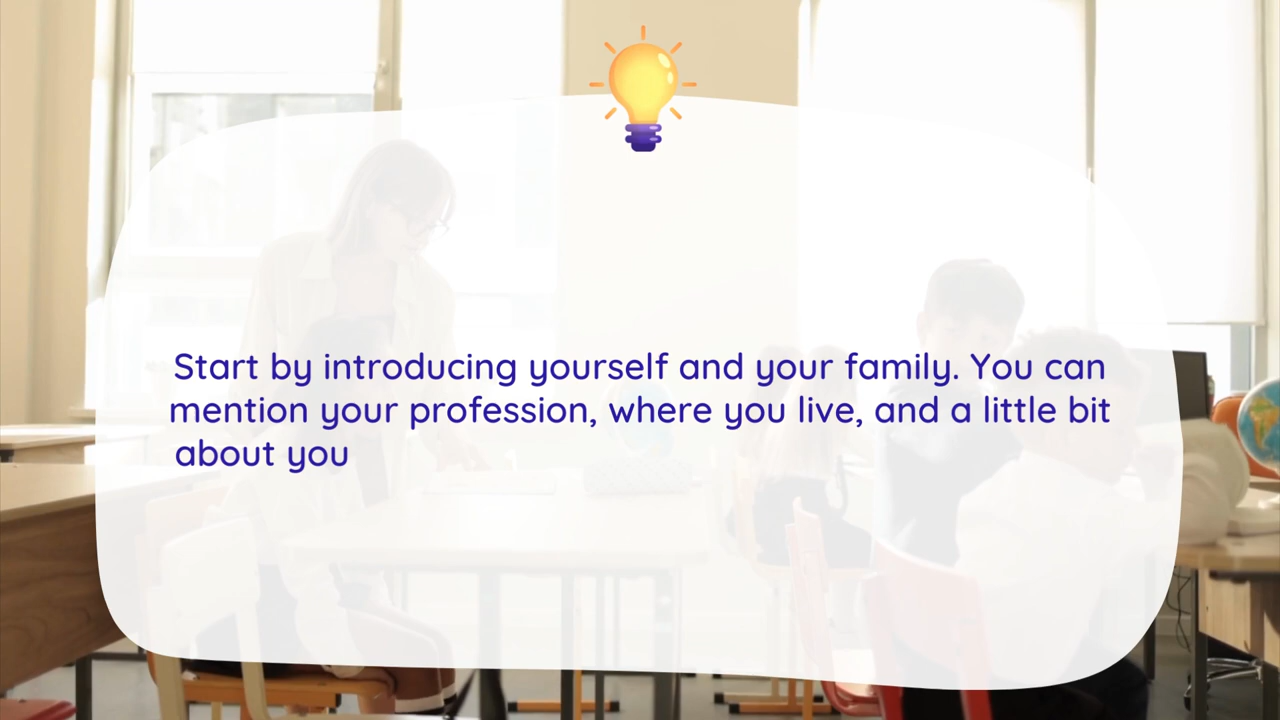 Start by introducing yourself and your family. You can
mention your profession, where you live, and a little bit
about you